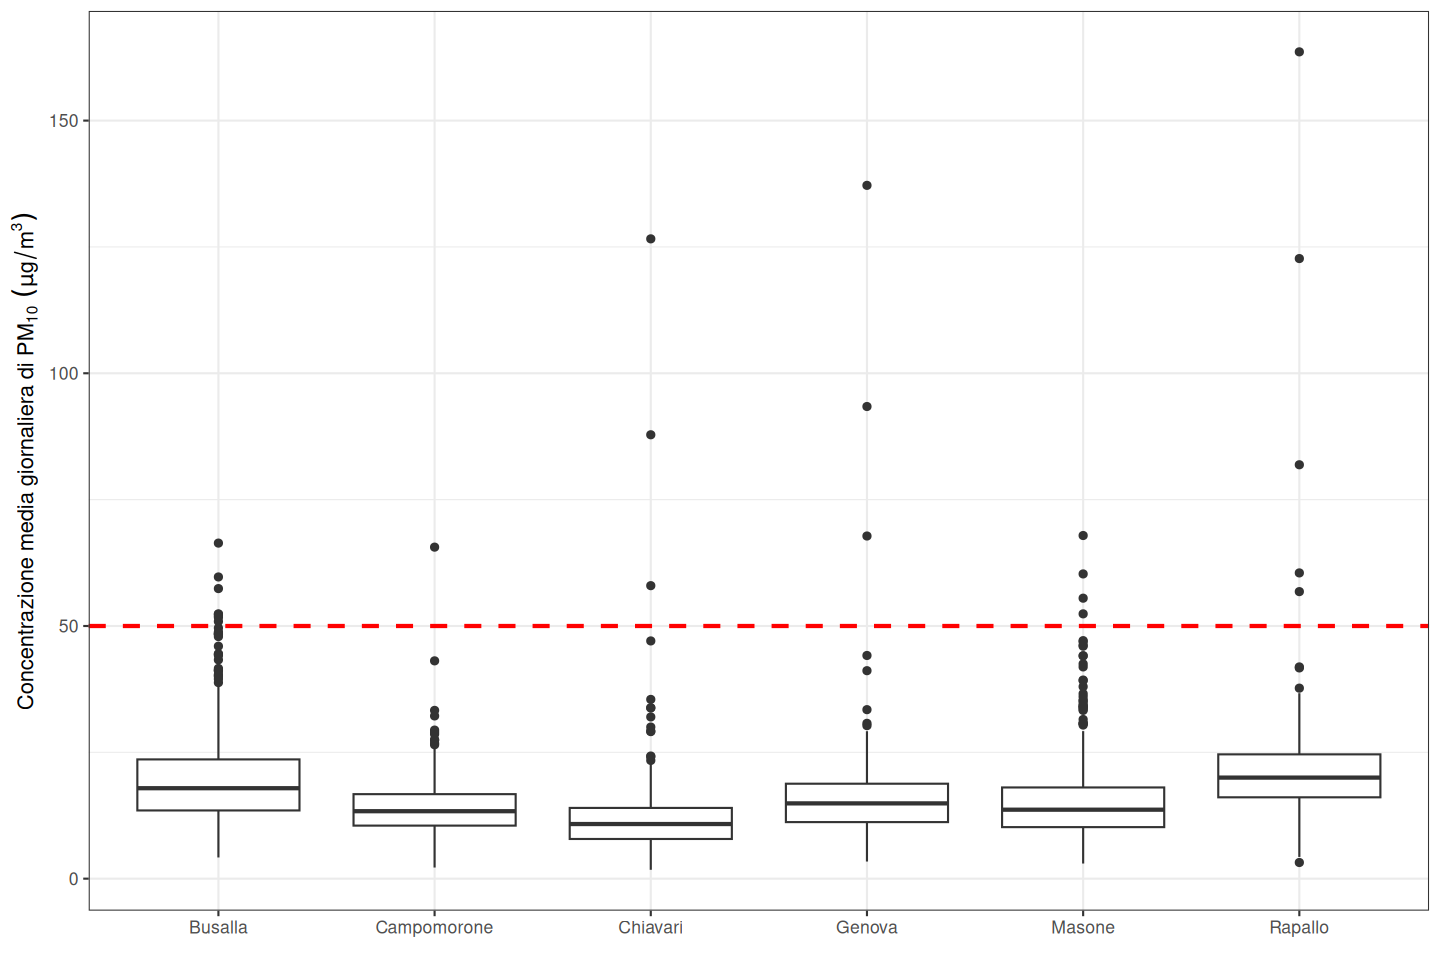 Concentrazione media giornaliera di PM₁₀ (µg/m³)
150
100
50
0
Busalla
Campomorone
Chiavari
Genova
Masone
Rapallo